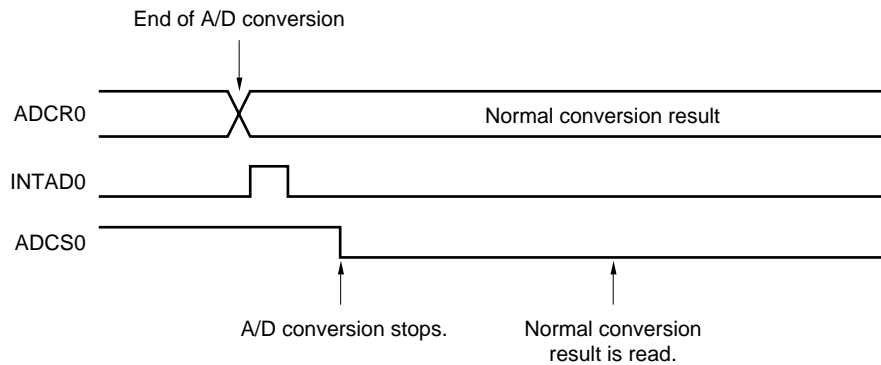 End of A/D conversion
ADCR0
Normal conversion result
INTAD0
ADCS0
A/D conversion stops.
Normal conversion
result is read.